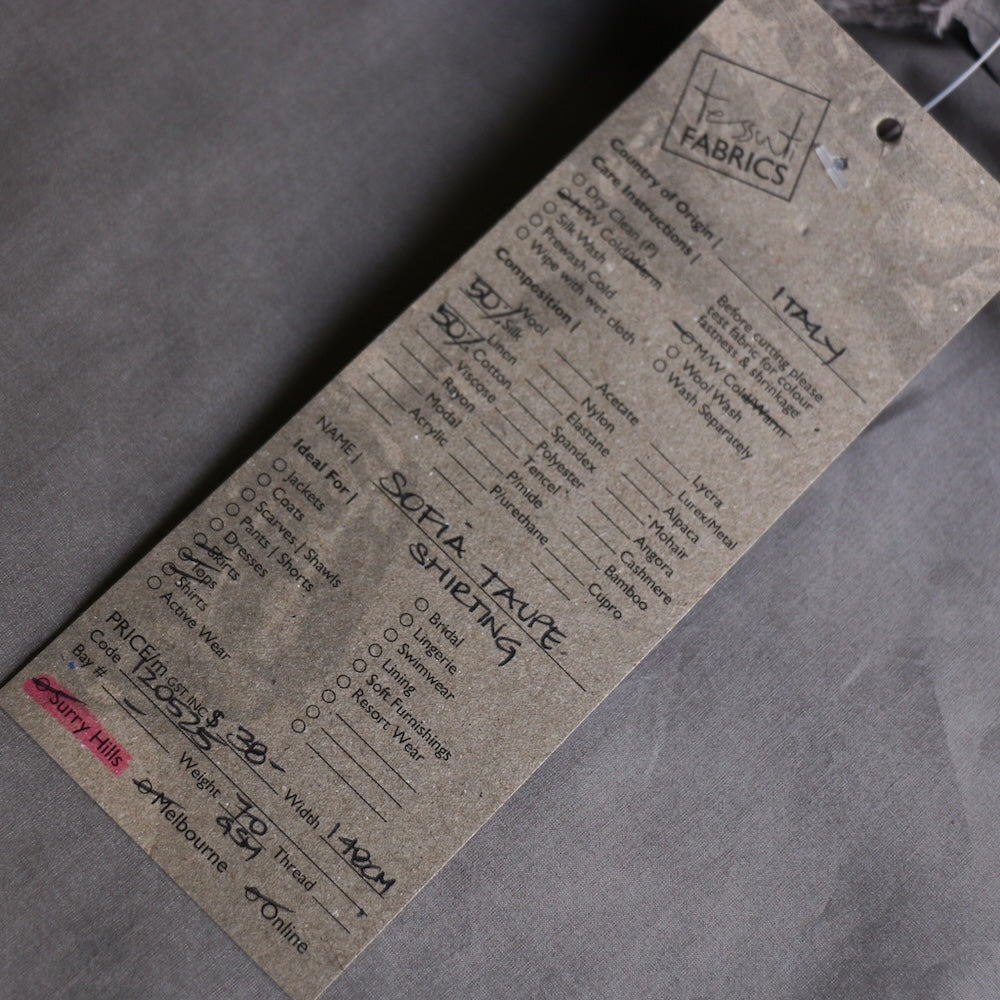 tessuti
FABRICS
Country of Origin | ITALY
Care Instructions |
Before cutting please
test fabric for colour
fastness & shrinkage
Dry Clean (P)
H/W Cold/Warm
Silk Wash
Prewash Cold
Wipe with wet cloth
M/W Cold/Warm
Wool Wash
Wash Separately
Composition |
Wool
50% Silk
Linen
50% Cotton
Viscose
Rayon
Modal
Acrylic
Acetate
Nylon
Elastane
Spandex
Polyester
Tencel
P/mide
P/urethane
Lycra
Lurex/Metal
Alpaca
Mohair
Angora
Cashmere
Bamboo
Cupro
NAME | SOFIA TAUPE
SHIRTING
Ideal For |
Jackets
Coats
Scarves | Shawls
Pants | Shorts
Dresses
Skirts
Tops
Shirts
Active Wear
Bridal
Lingerie
Swimwear
Lining
Soft Furnishings
Resort Wear
PRICE/m GST INC $ 38-
Code 120525
Bay # -
Width 140CM
Weight 70
GSM
Thread
Surry Hills
Melbourne
Online